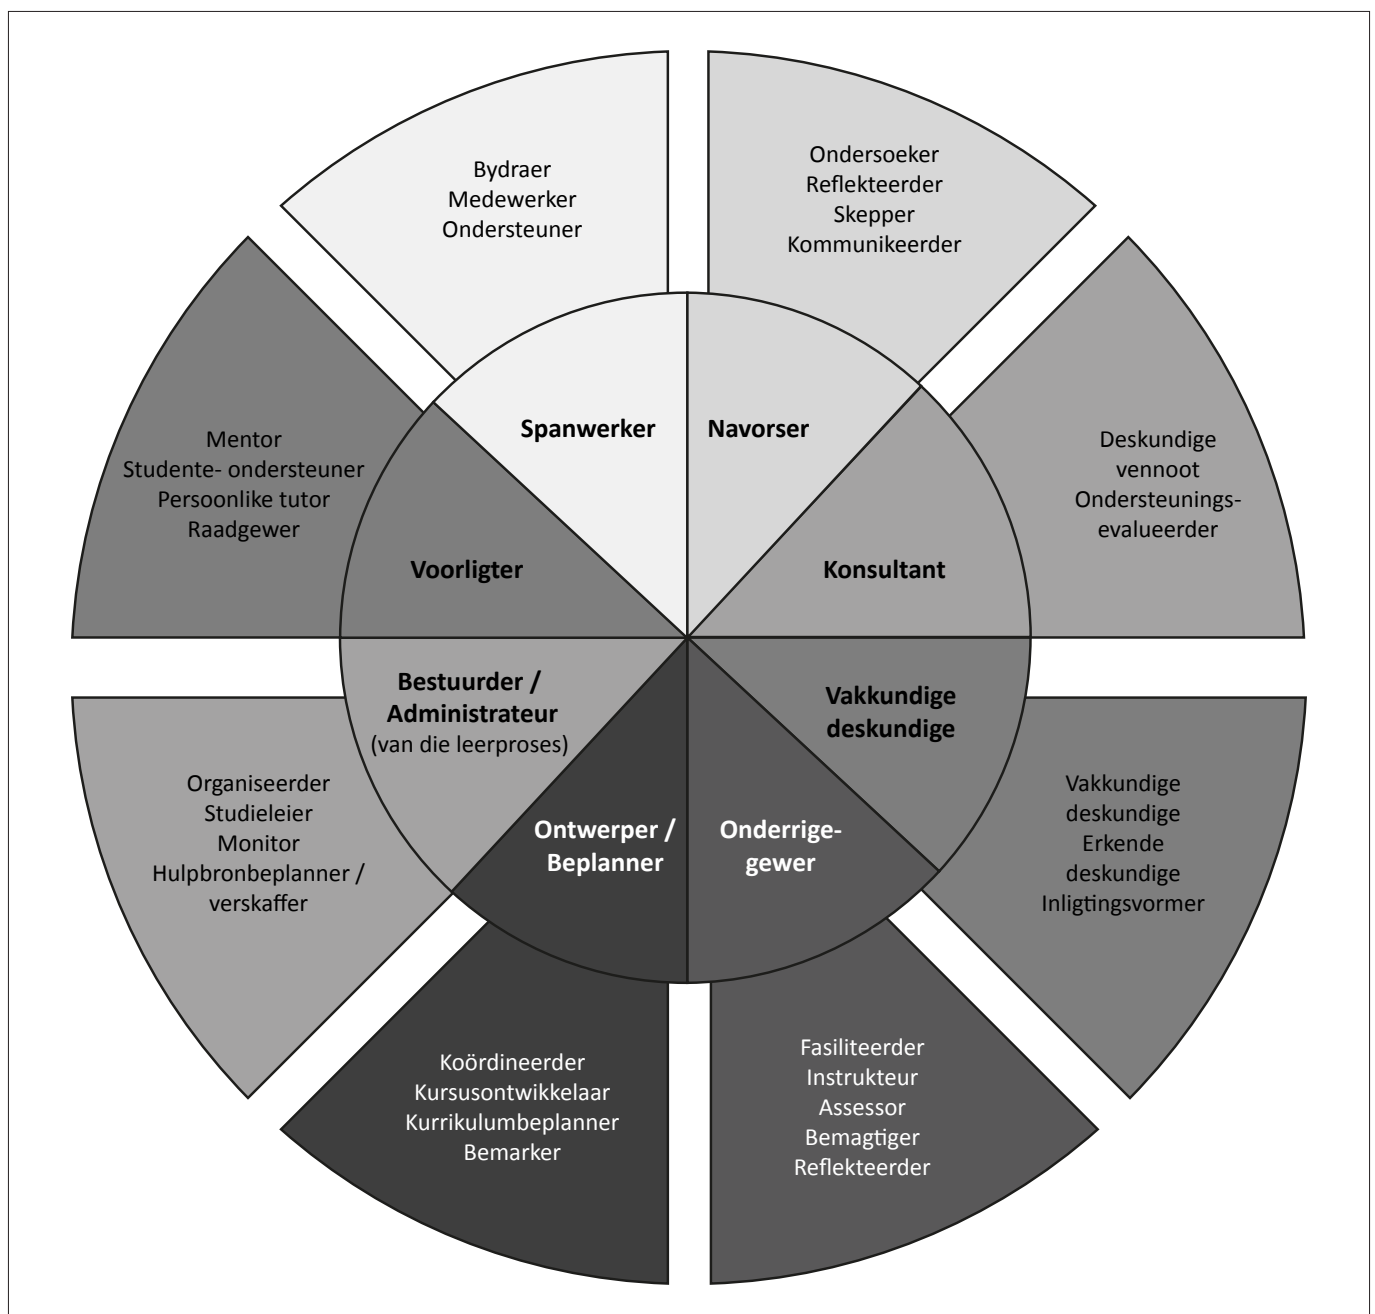 Bydraer
Medewerker
Ondersteuner
Ondersoeker
Reflekteerder
Skepper
Kommunikeerder
Mentor
Studente- ondersteuner
Persoonlike tutor
Raadgewer
Spanwerker
Navorser
Deskundige
vennoot
Ondersteunings-
evalueerder
Voorligter
Konsultant
Bestuurder /
Administrateur
(van die leerproses)
Vakkundige
deskundige
Organiseerder
Studieleier
Monitor
Hulpbronbeplanner /
verskaffer
Ontwerper /
Beplanner
Onderrige-
gewer
Vakkundige
deskundige
Erkende
deskundige
Inligtingsvormer
Koördineerder
Kursusontwikkelaar
Kurrikulumbeplanner
Bemarker
Fasiliteerder
Instrukteur
Assessor
Bemagtiger
Reflekteerder